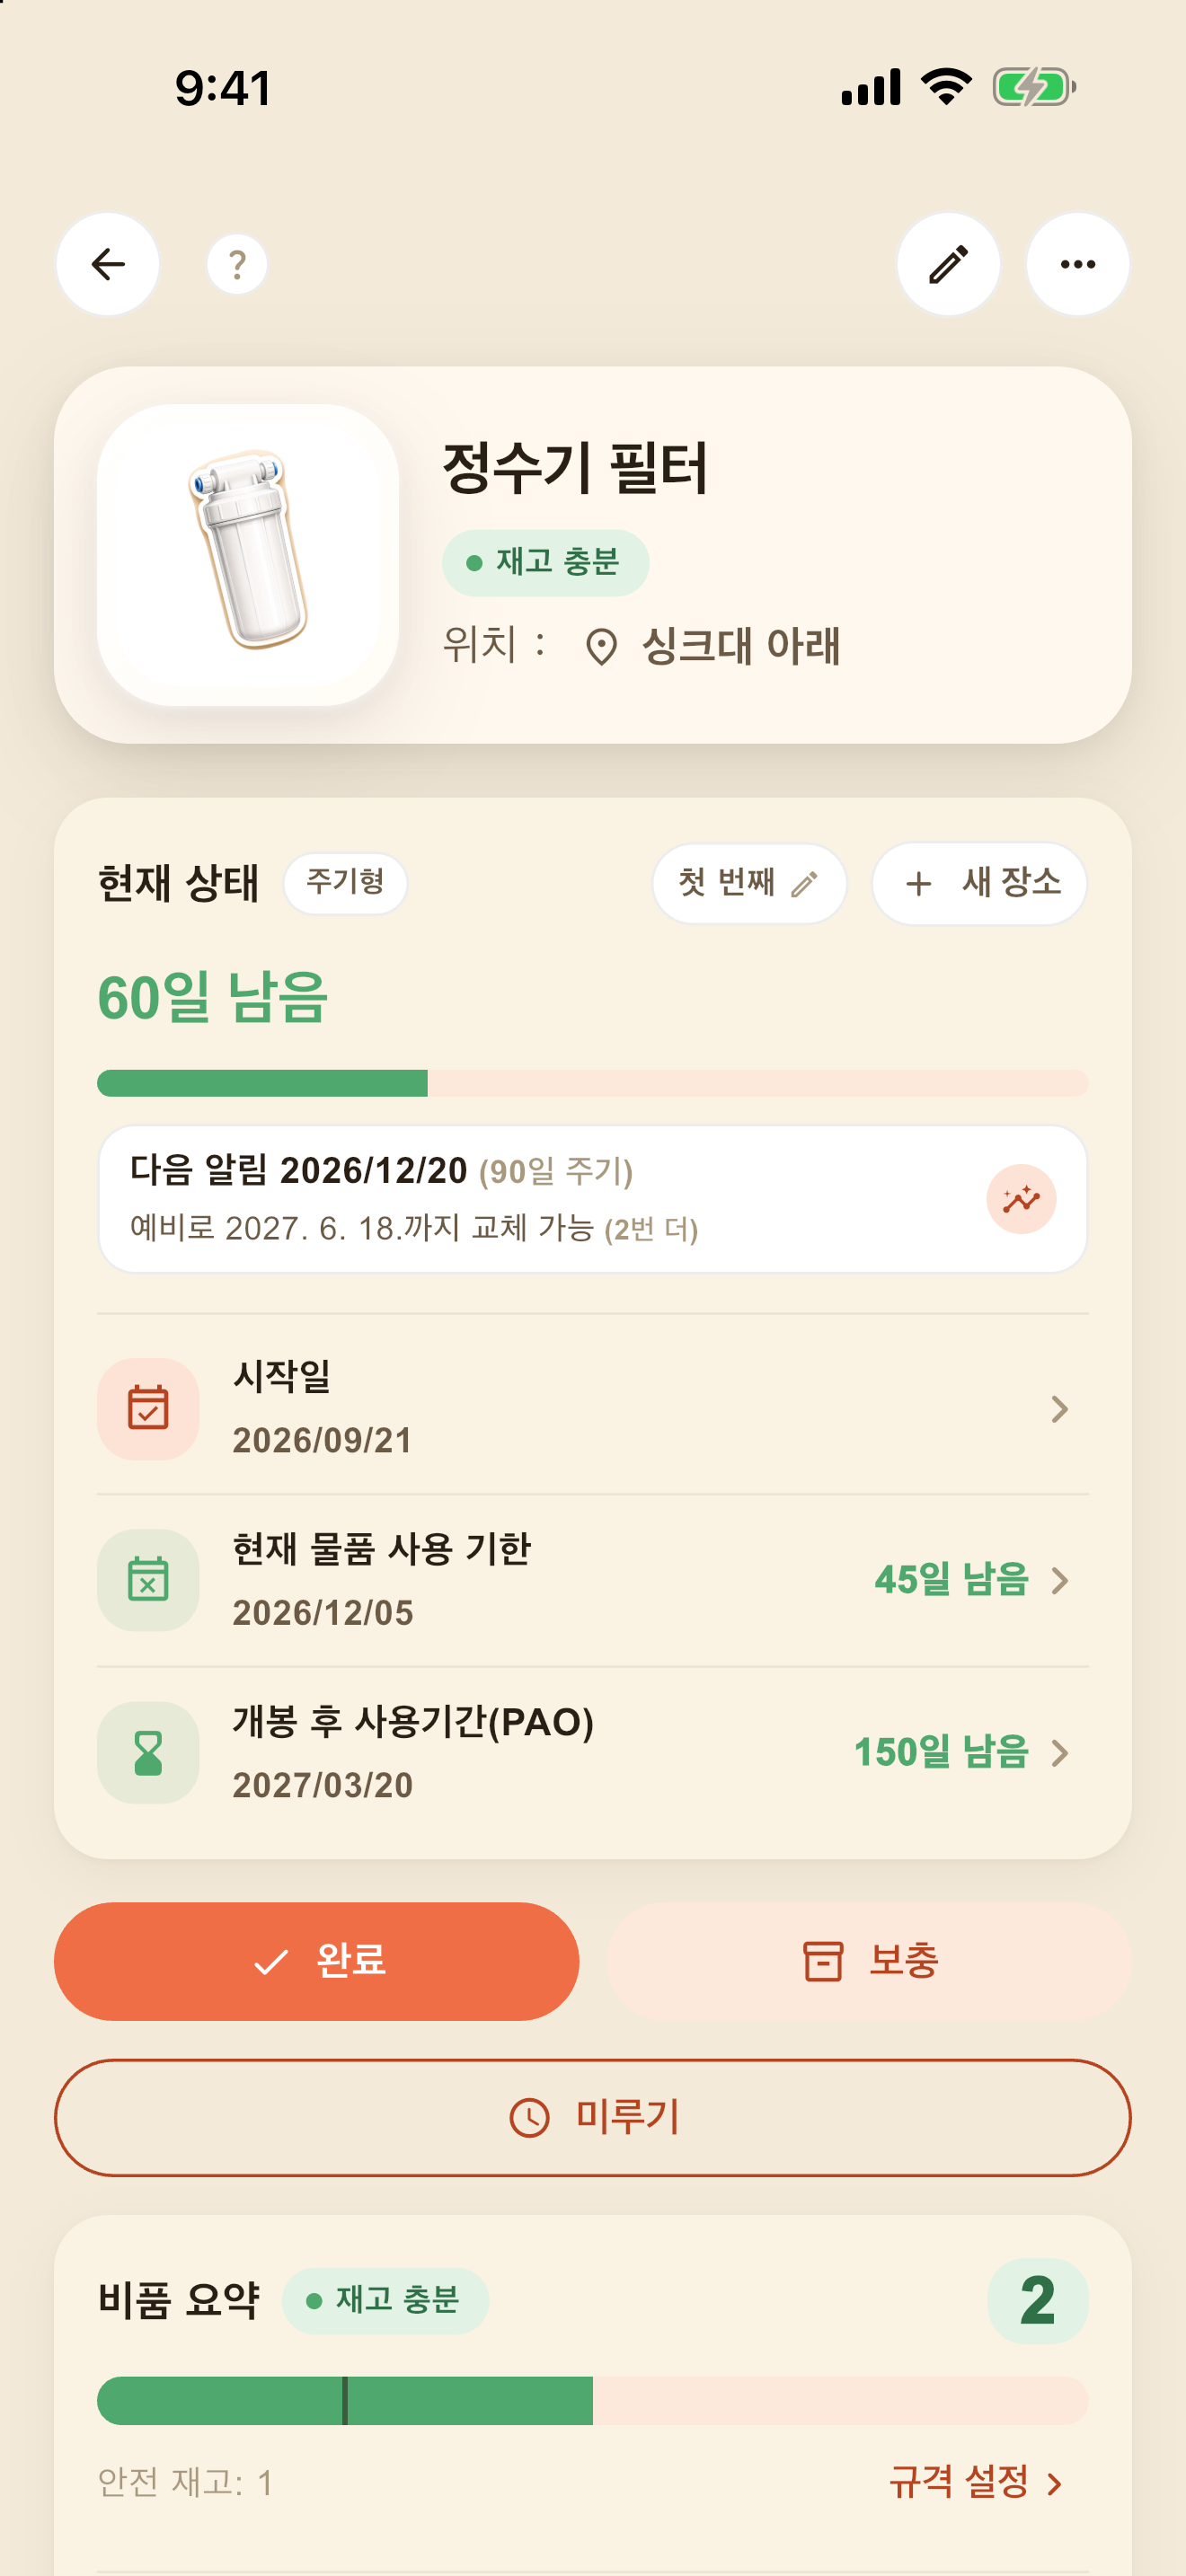 9:41
?
정수기 필터
재고 충분
위치 : 싱크대 아래
현재 상태 주기형 첫 번째 + 새 장소
60일 남음
다음 알림 2026/12/20 (90일 주기)
예비로 2027. 6. 18.까지 교체 가능 (2번 더)
시작일
2026/09/21
현재 물품 사용 기한
2026/12/05
45일 남음
개봉 후 사용기간(PAO)
2027/03/20
150일 남음
완료
보충
미루기
비품 요약 재고 충분 2
안전 재고: 1
규격 설정